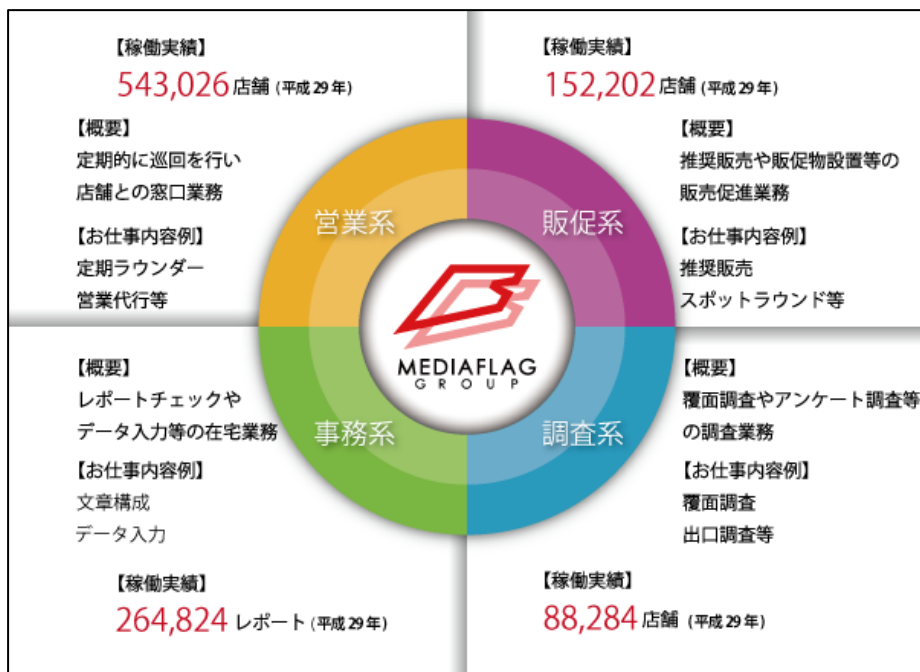 【稼働実績】
543,026店舗(平成29年)
【概要】
定期的に巡回を行い
店舗との窓口業務
【お仕事内容例】
定期ラウンダー
営業代行等
営業系
【稼働実績】
152,202店舗(平成29年)
【概要】
推奨販売や販促物設置等の
販売促進業務
【お仕事内容例】
推奨販売
スポットラウンド等
販促系
MEDIAFLAG
GROUP
【概要】
レポートチェックや
データ入力等の在宅業務
【お仕事内容例】
文章構成
データ入力
【稼働実績】
264,824レポート(平成29年)
事務系
【概要】
覆面調査やアンケート調査等
の調査業務
【お仕事内容例】
覆面調査
出口調査等
【稼働実績】
88,284店舗(平成29年)
調査系